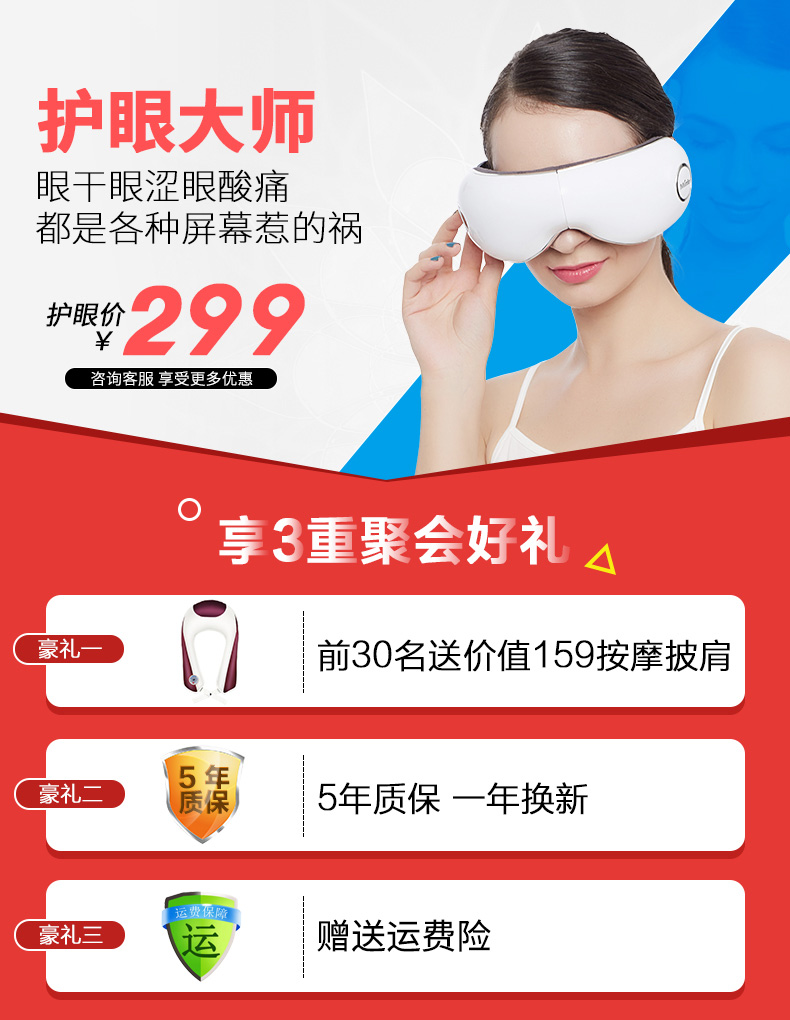 护眼大师
眼干眼涩眼酸痛
都是各种屏幕惹的祸
护眼价
¥299
咨询客服 享受更多优惠
享3重聚会好礼
豪礼一
前30名送价值159按摩披肩
豪礼二
5年
质保
5年质保 一年换新
豪礼三
运费保障
运
赠送运费险